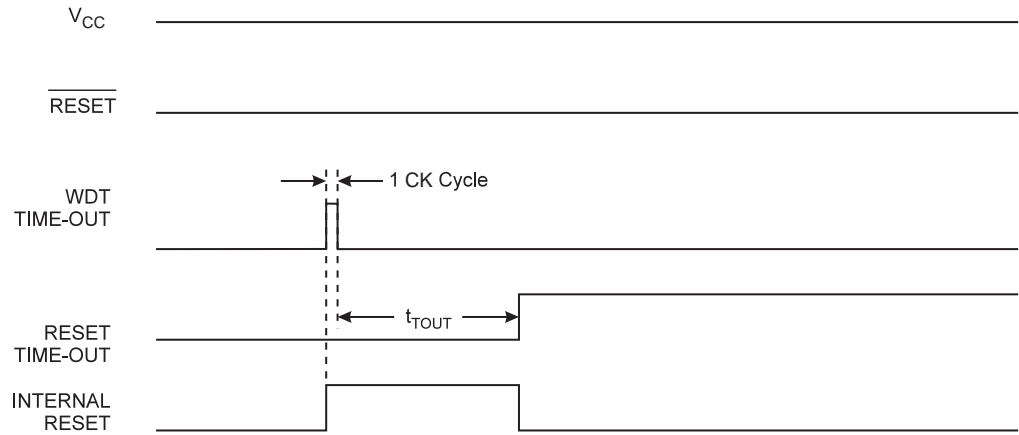 VCC
RESET
1 CK Cycle
WDT
TIME-OUT
tTOUT
RESET
TIME-OUT
INTERNAL
RESET